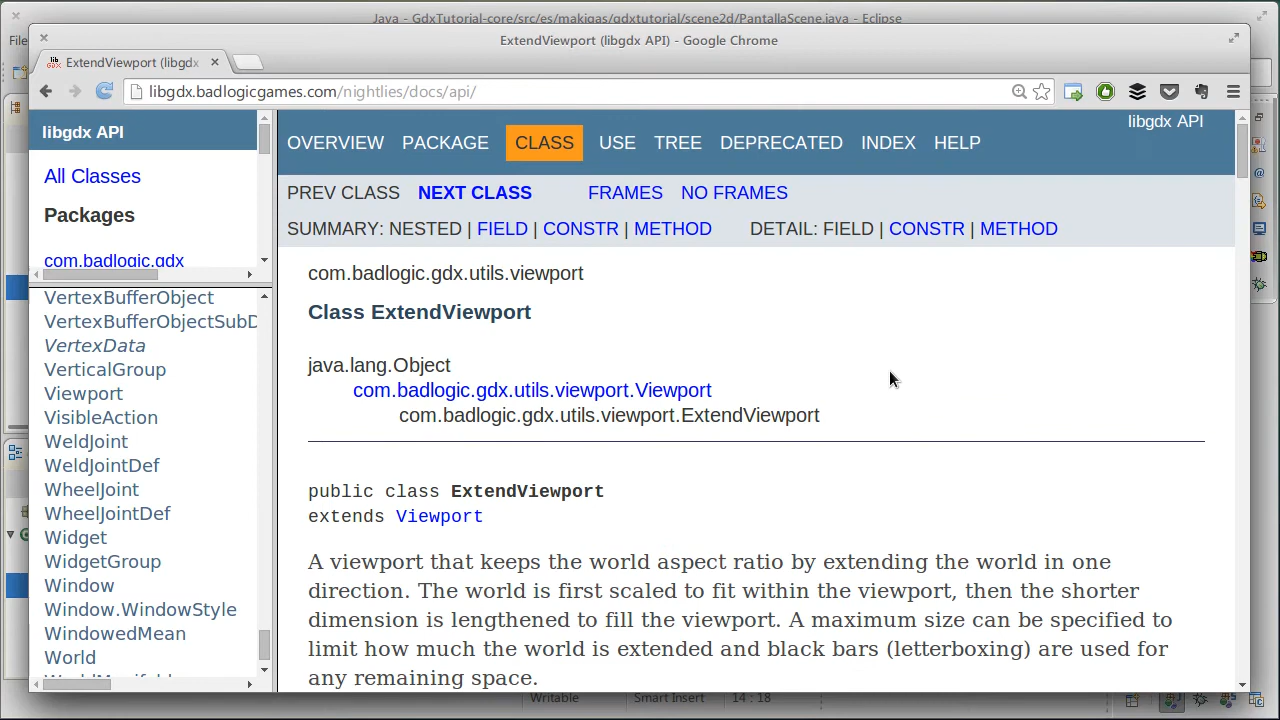 Java - GdxTutorial-core/src/es/makigas/gdxtutorial/scene2d/PantallaScene.java - Eclipse
File
ExtendViewport (libgdx API) - Google Chrome
ExtendViewport (libgdx
libgdx.badlogicgames.com/nightlies/docs/api/
libgdx API
All Classes
Packages
com.badlogic.gdx
VertexBufferObject
VertexBufferObjectSubD
VertexData
VerticalGroup
Viewport
VisibleAction
WeldJoint
WeldJointDef
WheelJoint
WheelJointDef
Widget
WidgetGroup
Window
Window.WindowStyle
WindowedMean
World
libgdx API
OVERVIEW PACKAGE CLASS USE TREE DEPRECATED INDEX HELP
PREV CLASS NEXT CLASS FRAMES NO FRAMES
SUMMARY: NESTED | FIELD | CONSTR | METHOD DETAIL: FIELD | CONSTR | METHOD
com.badlogic.gdx.utils.viewport
Class ExtendViewport
java.lang.Object
com.badlogic.gdx.utils.viewport.Viewport
com.badlogic.gdx.utils.viewport.ExtendViewport
public class ExtendViewport
extends Viewport
A viewport that keeps the world aspect ratio by extending the world in one
direction. The world is first scaled to fit within the viewport, then the shorter
dimension is lengthened to fill the viewport. A maximum size can be specified to
limit how much the world is extended and black bars (letterboxing) are used for
any remaining space.
Writable Smart Insert 14 : 18